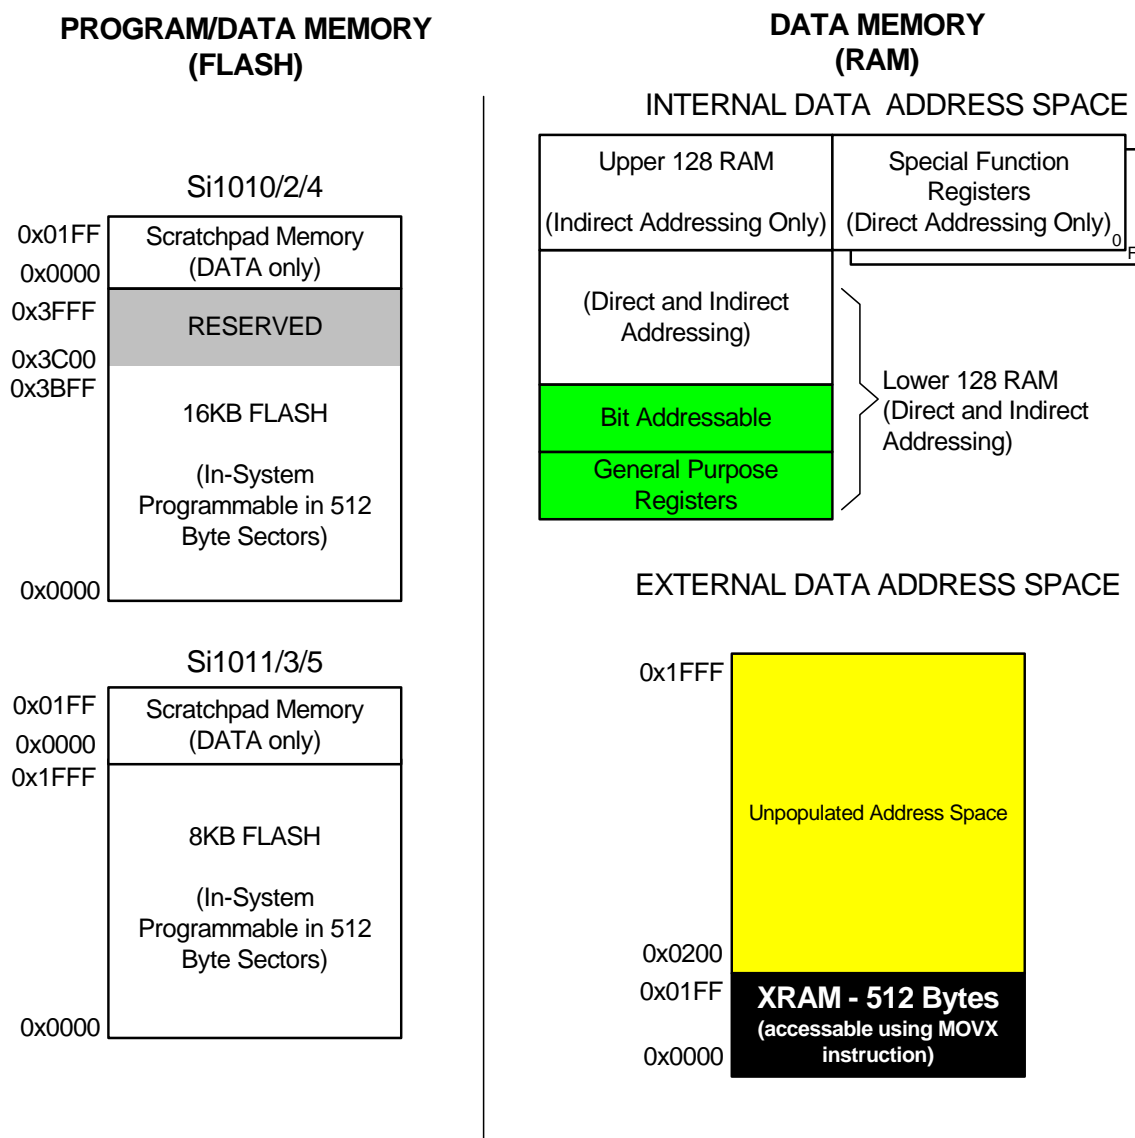 PROGRAM/DATA MEMORY
(FLASH)
Si1010/2/4
0x01FF
Scratchpad Memory
(DATA only)
0x0000
0x3FFF
RESERVED
0x3C00
0x3BFF
16KB FLASH
(In-System
Programmable in 512
Byte Sectors)
0x0000
Si1011/3/5
0x01FF
Scratchpad Memory
(DATA only)
0x0000
0x1FFF
8KB FLASH
(In-System
Programmable in 512
Byte Sectors)
0x0000
DATA MEMORY
(RAM)
INTERNAL DATA ADDRESS SPACE
Upper 128 RAM
(Indirect Addressing Only)
Special Function
Registers
(Direct Addressing Only)
0
F
(Direct and Indirect
Addressing)
Bit Addressable
General Purpose
Registers
Lower 128 RAM
(Direct and Indirect
Addressing)
EXTERNAL DATA ADDRESS SPACE
0x1FFF
Unpopulated Address Space
0x0200
0x01FF
XRAM - 512 Bytes
(accessable using MOVX
instruction)
0x0000